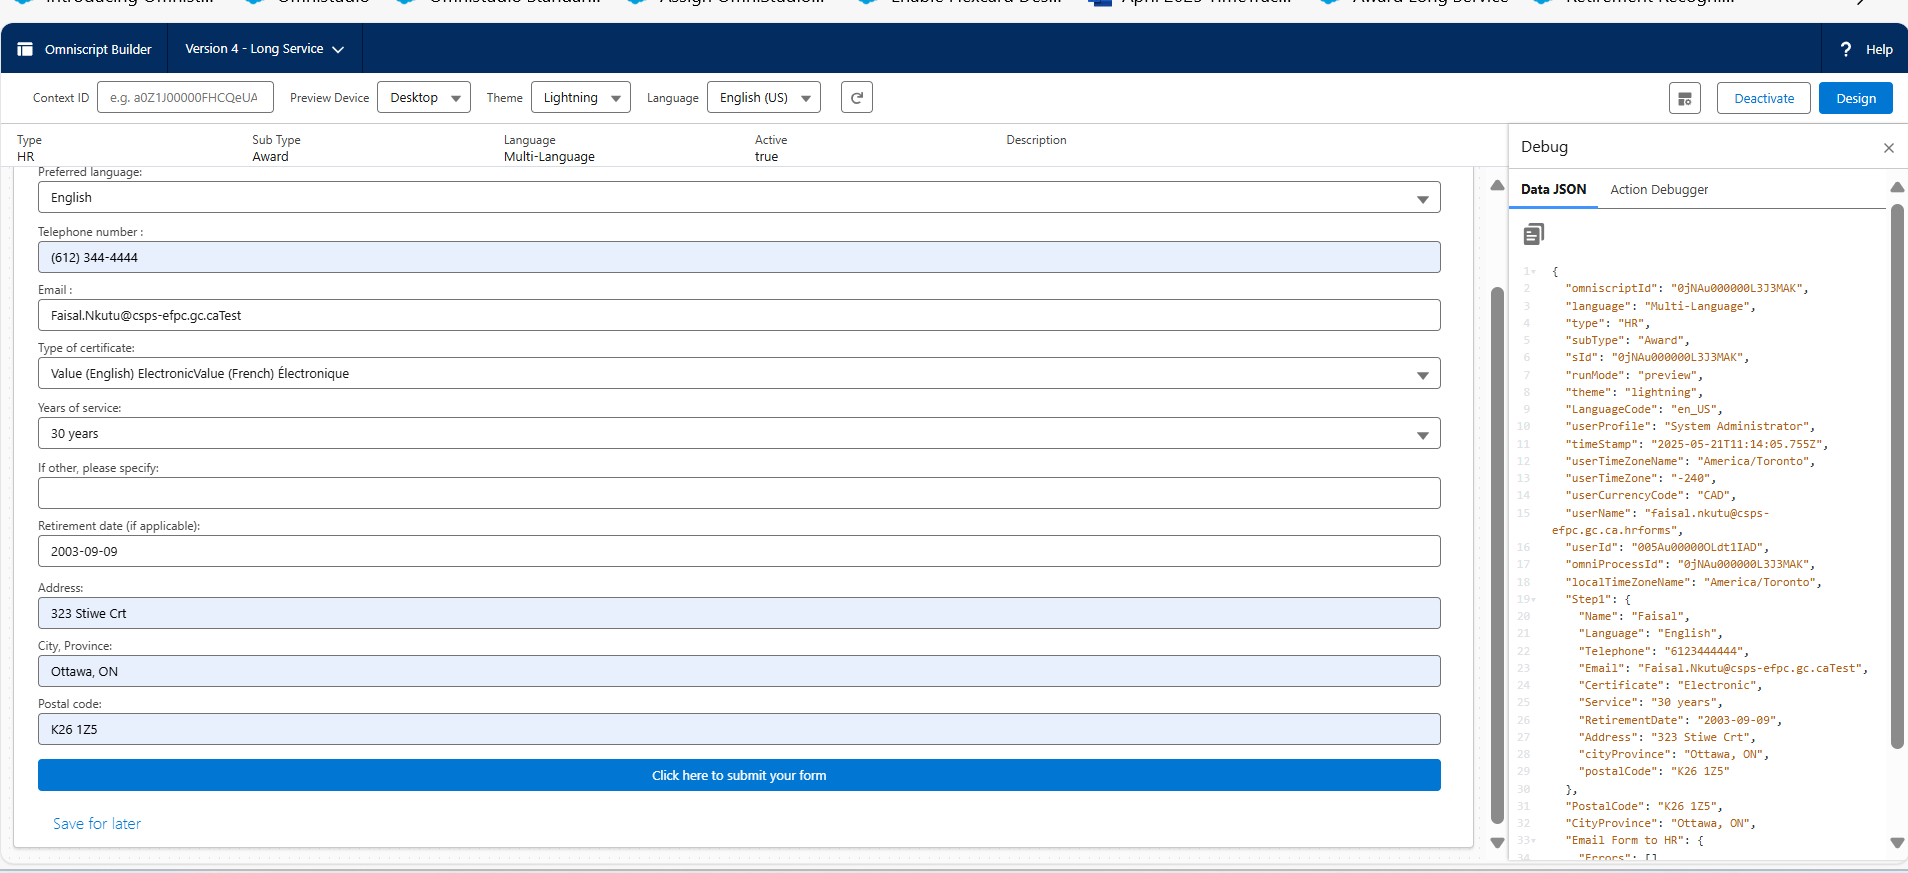 Introducing Omnist...
Omnistudio
Omnistudio Standar...
Assign OmniStudio...
Enable Flexcard Des...
April 2025 TimeTrac...
Award Long Service
Retirement Recogni...
Omniscript Builder
Version 4 - Long Service
? Help
Context ID e.g. a0Z1J00000FHCQeUA
Preview Device Desktop
Theme Lightning
Language English (US)
Deactivate
Design
Type
HR
Sub Type
Award
Language
Multi-Language
Active
true
Description
Preferred language:
English
Telephone number :
(612) 344-4444
Email :
Faisal.Nkutu@csps-efpc.gc.caTest
Type of certificate:
Value (English) ElectronicValue (French) Électronique
Years of service:
30 years
If other, please specify:
Retirement date (if applicable):
2003-09-09
Address:
323 Stiwe Crt
City, Province:
Ottawa, ON
Postal code:
K26 1Z5
Click here to submit your form
Save for later
Debug
Data JSON Action Debugger
1 {
2 "omniscriptId": "0jNAu000000L3J3MAK",
3 "language": "Multi-Language",
4 "type": "HR",
5 "subType": "Award",
6 "sId": "0jNAu000000L3J3MAK",
7 "runMode": "preview",
8 "theme": "lightning",
9 "LanguageCode": "en_US",
10 "userProfile": "System Administrator",
11 "timeStamp": "2025-05-21T11:14:05.755Z",
12 "userTimeZoneName": "America/Toronto",
13 "userTimeZone": "-240",
14 "userCurrencyCode": "CAD",
15 "userName": "faisal.nkutu@csps-
efpc.gc.ca.hrforms",
16 "userId": "005Au00000OLdt1IAD",
17 "omniProcessId": "0jNAu000000L3J3MAK",
18 "localTimeZoneName": "America/Toronto",
19 "Step1": {
20 "Name": "Faisal",
21 "Language": "English",
22 "Telephone": "6123444444",
23 "Email": "Faisal.Nkutu@csps-efpc.gc.caTest",
24 "Certificate": "Electronic",
25 "Service": "30 years",
26 "RetirementDate": "2003-09-09",
27 "Address": "323 Stiwe Crt",
28 "cityProvince": "Ottawa, ON",
29 "postalCode": "K26 1Z5"
30 },
31 "PostalCode": "K26 1Z5",
32 "CityProvince": "Ottawa, ON",
33 "Email Form to HR": {
34 "Errors": []